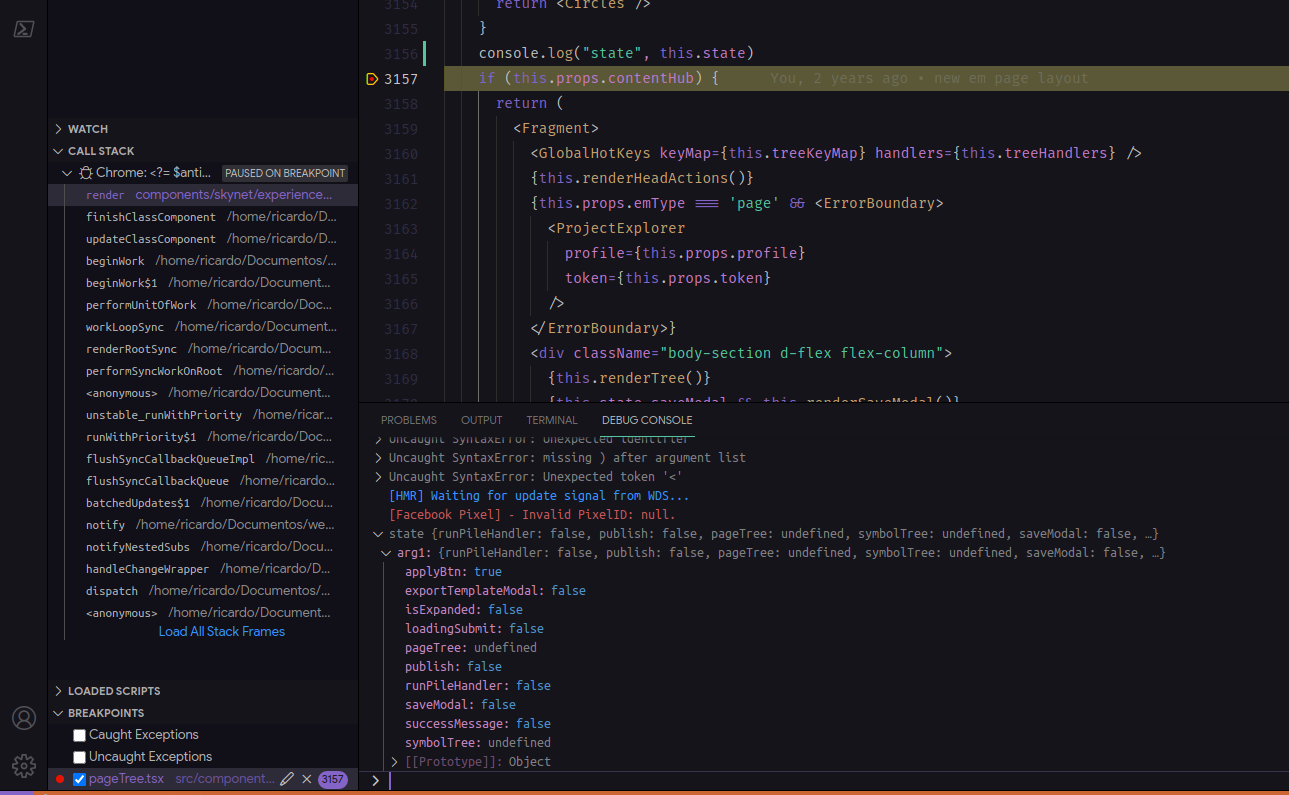 WATCH
CALL STACK
Chrome: <?= $anti... PAUSED ON BREAKPOINT
render components/skynet/experience...
finishClassComponent /home/ricardo/D...
updateClassComponent /home/ricardo/D...
beginWork /home/ricardo/Documentos/...
beginWork$1 /home/ricardo/Document...
performUnitOfWork /home/ricardo/Doc...
workLoopSync /home/ricardo/Document...
renderRootSync /home/ricardo/Docum...
performSyncWorkOnRoot /home/ricardo/...
<anonymous> /home/ricardo/Document...
unstable_runWithPriority /home/ricar...
runWithPriority$1 /home/ricardo/Doc...
flushSyncCallbackQueueImpl /home/ric...
flushSyncCallbackQueue /home/ricardo...
batchedUpdates$1 /home/ricardo/Docu...
notify /home/ricardo/Documentos/we...
notifyNestedSubs /home/ricardo/Docu...
handleChangeWrapper /home/ricardo/D...
dispatch /home/ricardo/Documentos/...
<anonymous> /home/ricardo/Document...
Load All Stack Frames
LOADED SCRIPTS
BREAKPOINTS
Caught Exceptions
Uncaught Exceptions
pageTree.tsx src/component... 3157
3154 return <Circles />
3155 }
3156 console.log("state", this.state)
3157 if (this.props.contentHub) { You, 2 years ago • new em page layout
3158 return (
3159 <Fragment>
3160 <GlobalHotKeys keyMap={this.treeKeyMap} handlers={this.treeHandlers} />
3161 {this.renderHeadActions()}
3162 {this.props.emType === 'page' && <ErrorBoundary>
3163 <ProjectExplorer
3164 profile={this.props.profile}
3165 token={this.props.token}
3166 />
3167 </ErrorBoundary>}
3168 <div className="body-section d-flex flex-column">
3169 {this.renderTree()}
3170 {this.state.saveModal && this.renderSaveModal()}
PROBLEMS OUTPUT TERMINAL DEBUG CONSOLE
Uncaught SyntaxError: Unexpected identifier
Uncaught SyntaxError: missing ) after argument list
Uncaught SyntaxError: Unexpected token '<'
[HMR] Waiting for update signal from WDS...
[Facebook Pixel] - Invalid PixelID: null.
state {runPileHandler: false, publish: false, pageTree: undefined, symbolTree: undefined, saveModal: false, …}
arg1: {runPileHandler: false, publish: false, pageTree: undefined, symbolTree: undefined, saveModal: false, …}
applyBtn: true
exportTemplateModal: false
isExpanded: false
loadingSubmit: false
pageTree: undefined
publish: false
runPileHandler: false
saveModal: false
successMessage: false
symbolTree: undefined
[[Prototype]]: Object